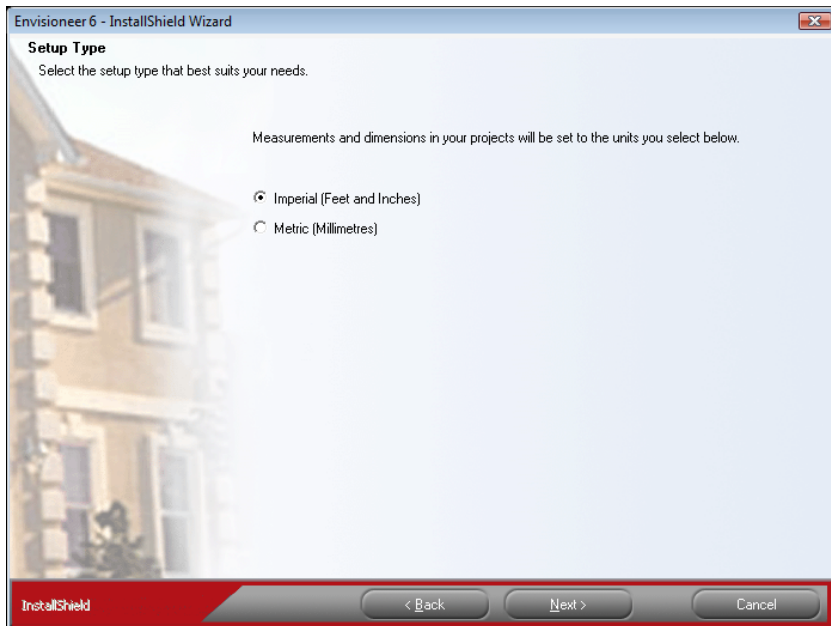 Envisioneer 6 - InstallShield Wizard
Setup Type
Select the setup type that best suits your needs.
Measurements and dimensions in your projects will be set to the units you select below.
Imperial (Feet and Inches)
Metric (Millimetres)
InstallShield
< Back
Next >
Cancel